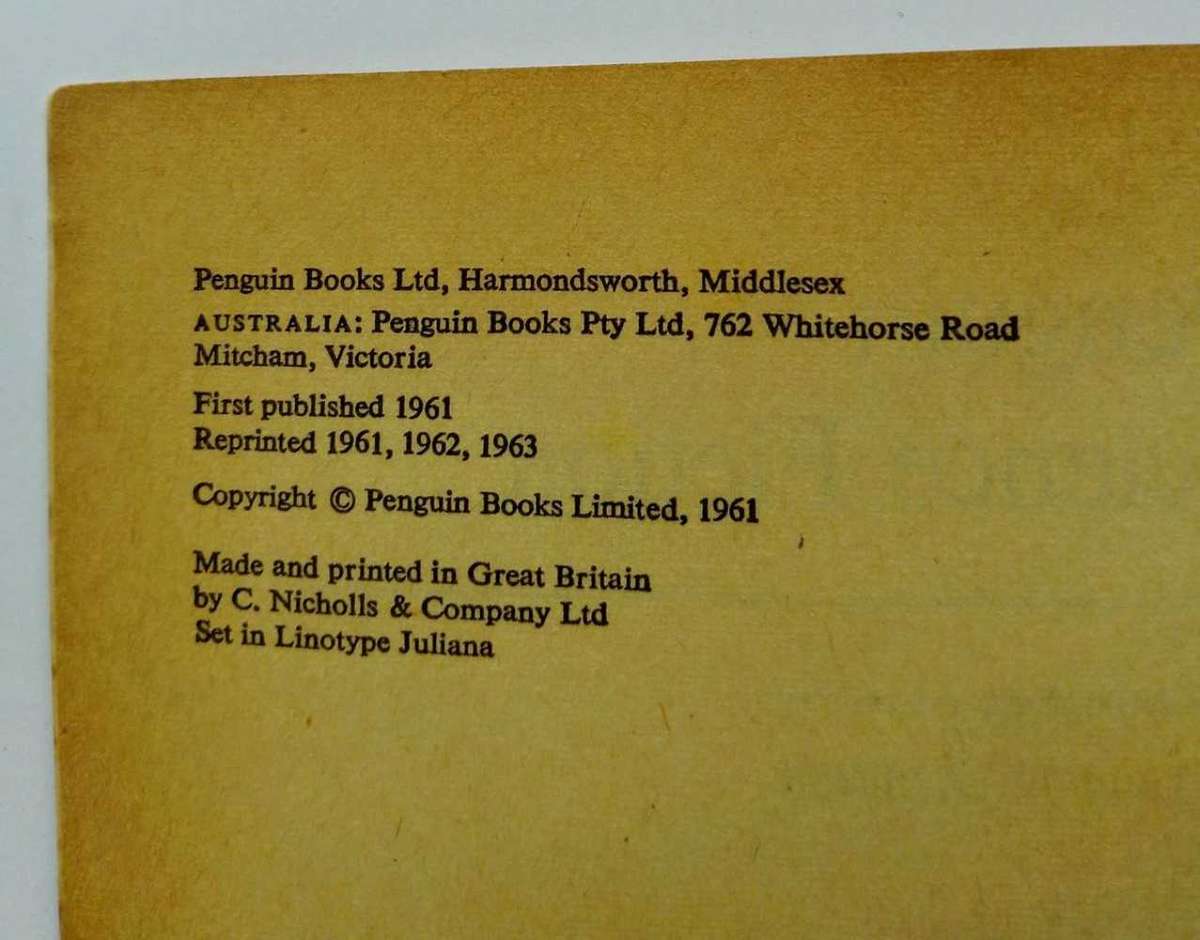 Penguin Books Ltd, Harmondsworth, Middlesex
AUSTRALIA: Penguin Books Pty Ltd, 762 Whitehorse Road
Mitcham, Victoria
First published 1961
Reprinted 1961, 1962, 1963
Copyright © Penguin Books Limited, 1961
Made and printed in Great Britain
by C. Nicholls & Company Ltd
Set in Linotype Juliana